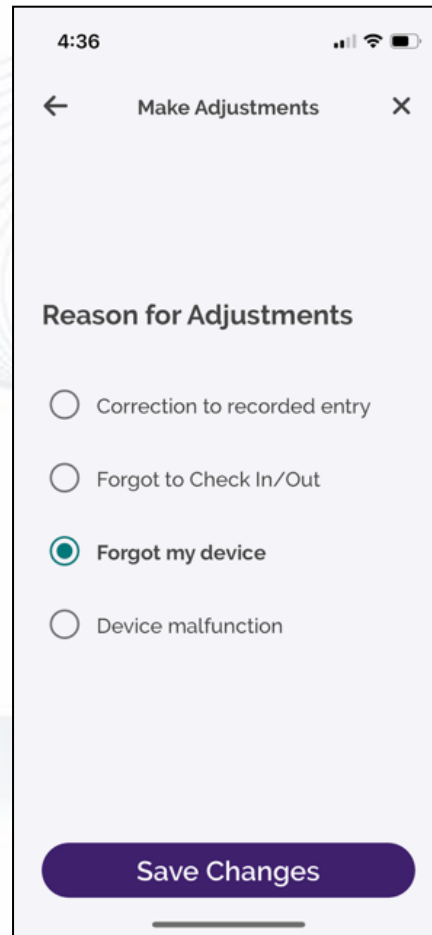 4:36
Make Adjustments
Reason for Adjustments
Correction to recorded entry
Forgot to Check In/Out
Forgot my device
Device malfunction
Save Changes